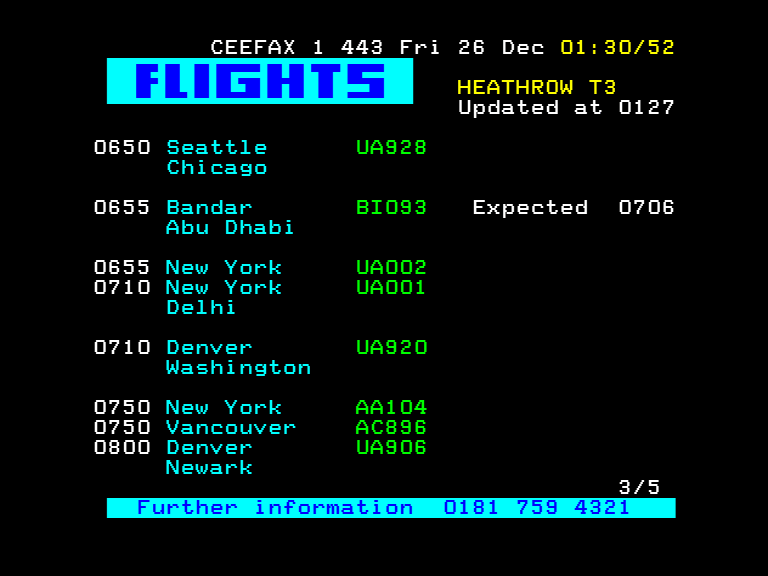 CEEFAX 1 443 Fri 26 Dec 01:30/52
FLIGHTS
HEATHROW T3
Updated at 0127
0650 Seattle UA928
Chicago
0655 Bandar BI093 Expected 0706
Abu Dhabi
0655 New York UA002
0710 New York UA001
Delhi
0710 Denver UA920
Washington
0750 New York AA104
0750 Vancouver AC896
0800 Denver UA906
Newark
3/5
Further information 0181 759 4321